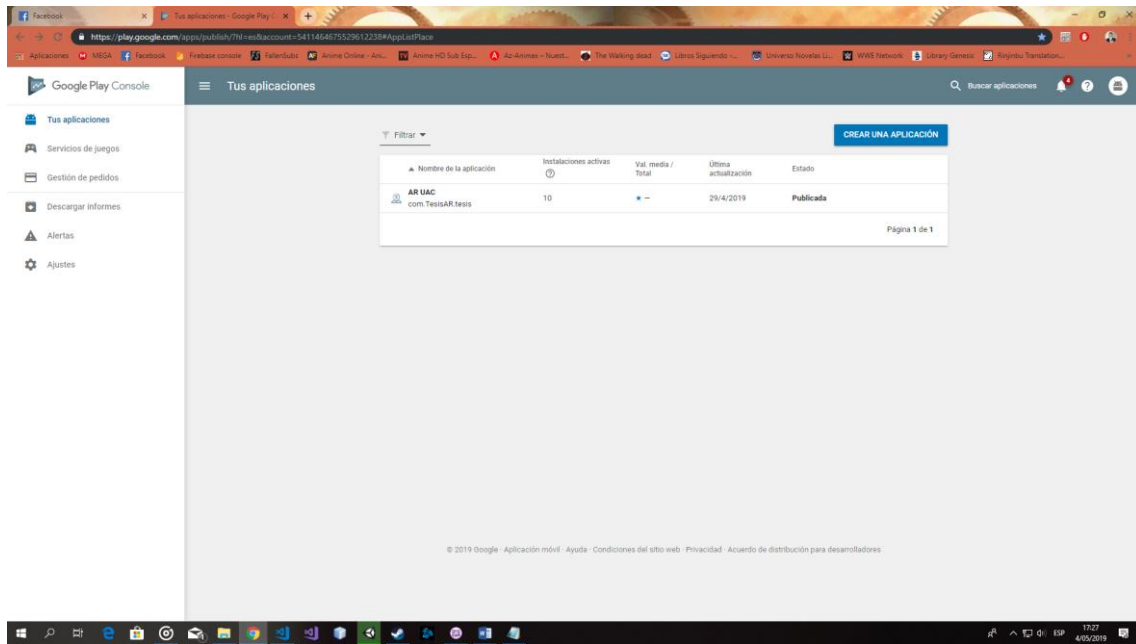 Facebook
Tus aplicaciones - Google Play C
https://play.google.com/apps/publish/?hl=es&account=5411464675529612238#AppListPlace
Aplicaciones MEGA Facebook Firebase console FallenSubs Anime Online - Ani... Anime HD Sub Esp... Az-Animex – Nuest... The Walking dead Libros Siguiendo –... Universo Novelas Li... WWE Network Library Genesis Reyinbu Translation...
Google Play Console
Tus aplicaciones
Buscar aplicaciones
4
Tus aplicaciones
Servicios de juegos
Gestión de pedidos
Descargar informes
Alertas
Ajustes
Filtrar
CREAR UNA APLICACIÓN
Nombre de la aplicación
Instalaciones activas
Val. media /
Total
Última
actualización
Estado
AR UAC
com.TesisAR.tesis
10
29/4/2019
Publicada
Página 1 de 1
© 2019 Google · Aplicación móvil · Ayuda · Condiciones del sitio web · Privacidad · Acuerdo de distribución para desarrolladores
ESP
17:27
4/05/2019